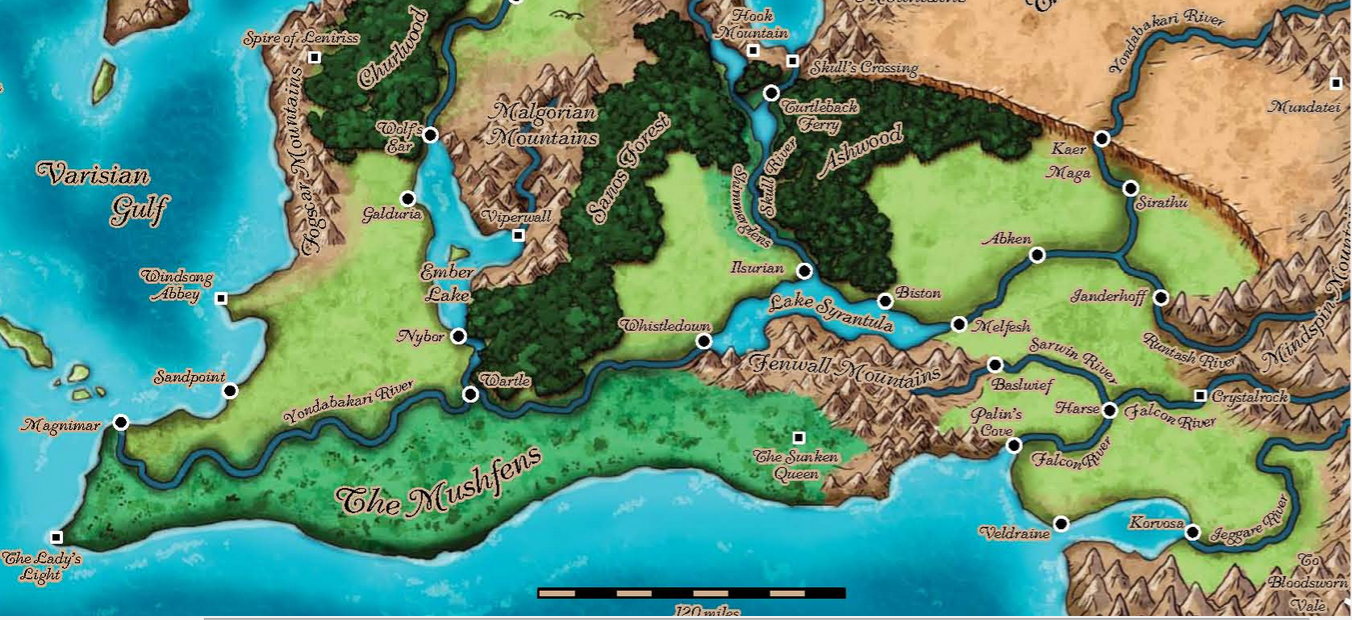 Hook
Mountain
Spire of Leniriss
Churlwood
Skull's Crossing
Yondabakari River
Mundatei
Malgorian
Mountains
Turtleback
Ferry
Wolf's
Ear
Fogscar Mountains
Sanos Forest
Ashwood
Kaer
Maga
Varisian
Gulf
Skull River
Shimmerglens
Sirathu
Galduria
Viperwall
Abken
Windsong
Abbey
Ember
Lake
Ilsurian
Biston
Janderhoff
Lake Syrantula
Nybor
Whistledown
Melfesh
Sarwin River
Runtash River
Fenwall Mountains
Baslwief
Sandpoint
Yondabakari River
Wartle
Crystalrock
Magnimar
Palin's
Cove
Harse
Falcon River
Falcon River
The Mushfens
The Sunken
Queen
Veldraine
Korvosa
Jeggare River
The Lady's
Light
To
Bloodsworn
Vale
120 miles